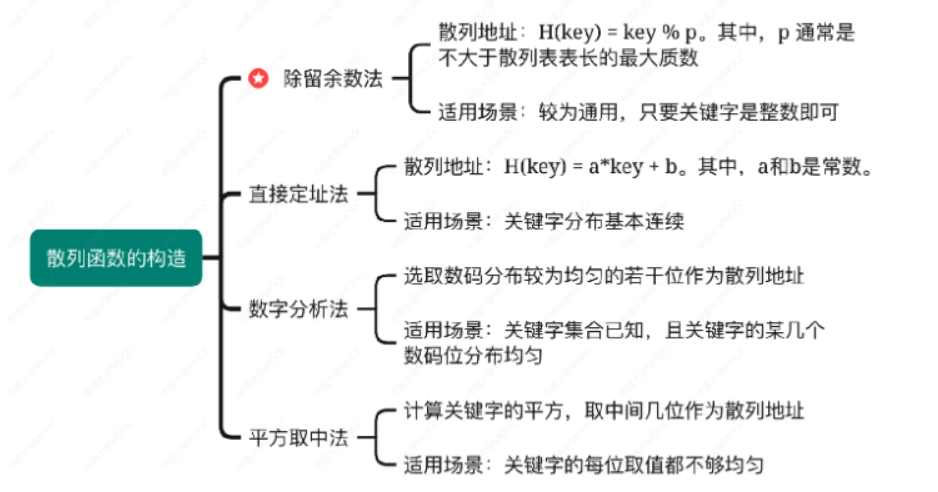 散列地址：H(key) = key % p。其中，p 通常是
不大于散列表表长的最大质数
除留余数法
适用场景：较为通用，只要关键字是整数即可
散列地址：H(key) = a*key + b。其中，a和b是常数。
直接定址法
适用场景：关键字分布基本连续
散列函数的构造
选取数码分布较为均匀的若干位作为散列地址
数字分析法
适用场景：关键字集合已知，且关键字的某几个
数码位分布均匀
计算关键字的平方，取中间几位作为散列地址
平方取中法
适用场景：关键字的每位取值都不够均匀